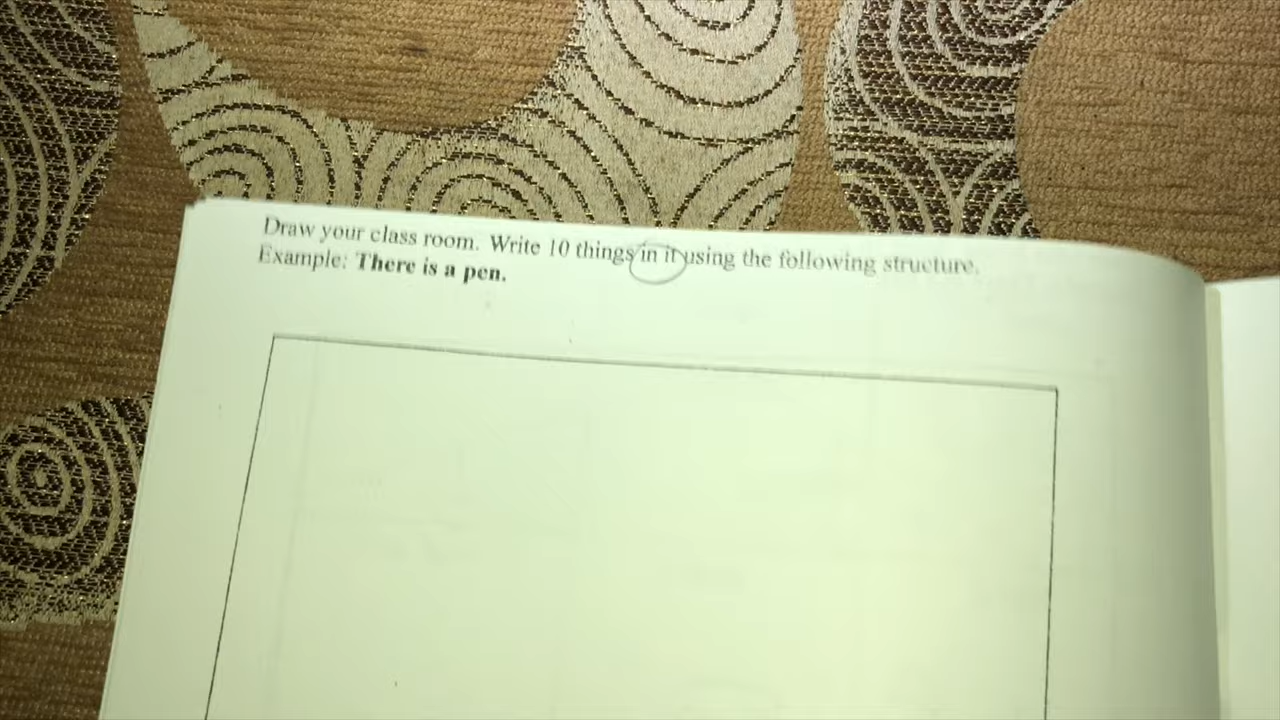 Draw your class room. Write 10 things in it using the following structure.
Example: There is a pen.